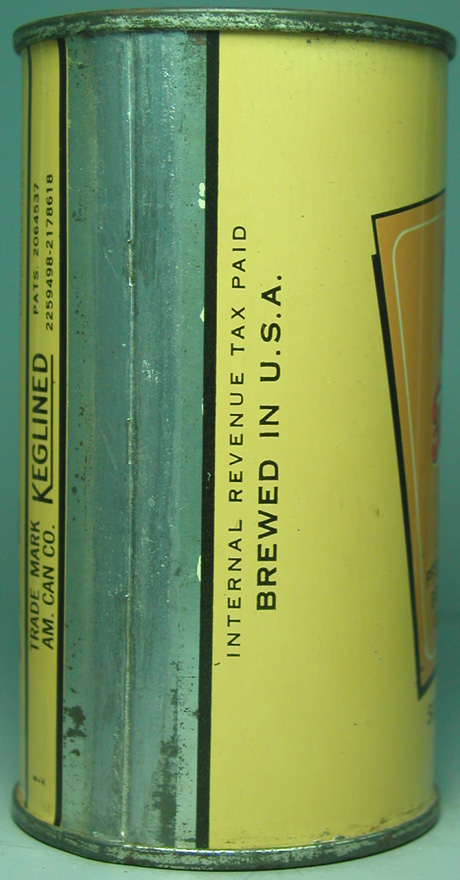 TRADE MARK
AM. CAN CO.
KEGLINED
PATS. 2064537
2259498-2178618
INTERNAL REVENUE TAX PAID
BREWED IN U.S.A.